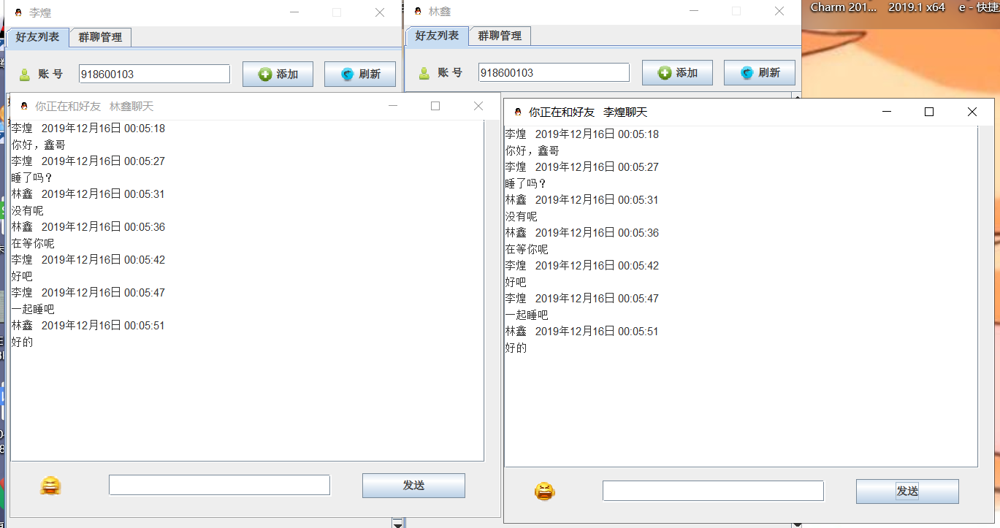 李煌
好友列表 群聊管理
账 号 918600103 添加 刷新
林鑫
好友列表 群聊管理
账 号 918600103 添加 刷新
Charm 201... 2019.1 x64 e - 快捷
你正在和好友 林鑫聊天
李煌 2019年12月16日 00:05:18
你好，鑫哥
李煌 2019年12月16日 00:05:27
睡了吗？
林鑫 2019年12月16日 00:05:31
没有呢
林鑫 2019年12月16日 00:05:36
在等你呢
李煌 2019年12月16日 00:05:42
好吧
李煌 2019年12月16日 00:05:47
一起睡吧
林鑫 2019年12月16日 00:05:51
好的
发送
你正在和好友 李煌聊天
李煌 2019年12月16日 00:05:18
你好，鑫哥
李煌 2019年12月16日 00:05:27
睡了吗？
林鑫 2019年12月16日 00:05:31
没有呢
林鑫 2019年12月16日 00:05:36
在等你呢
李煌 2019年12月16日 00:05:42
好吧
李煌 2019年12月16日 00:05:47
一起睡吧
林鑫 2019年12月16日 00:05:51
好的
发送